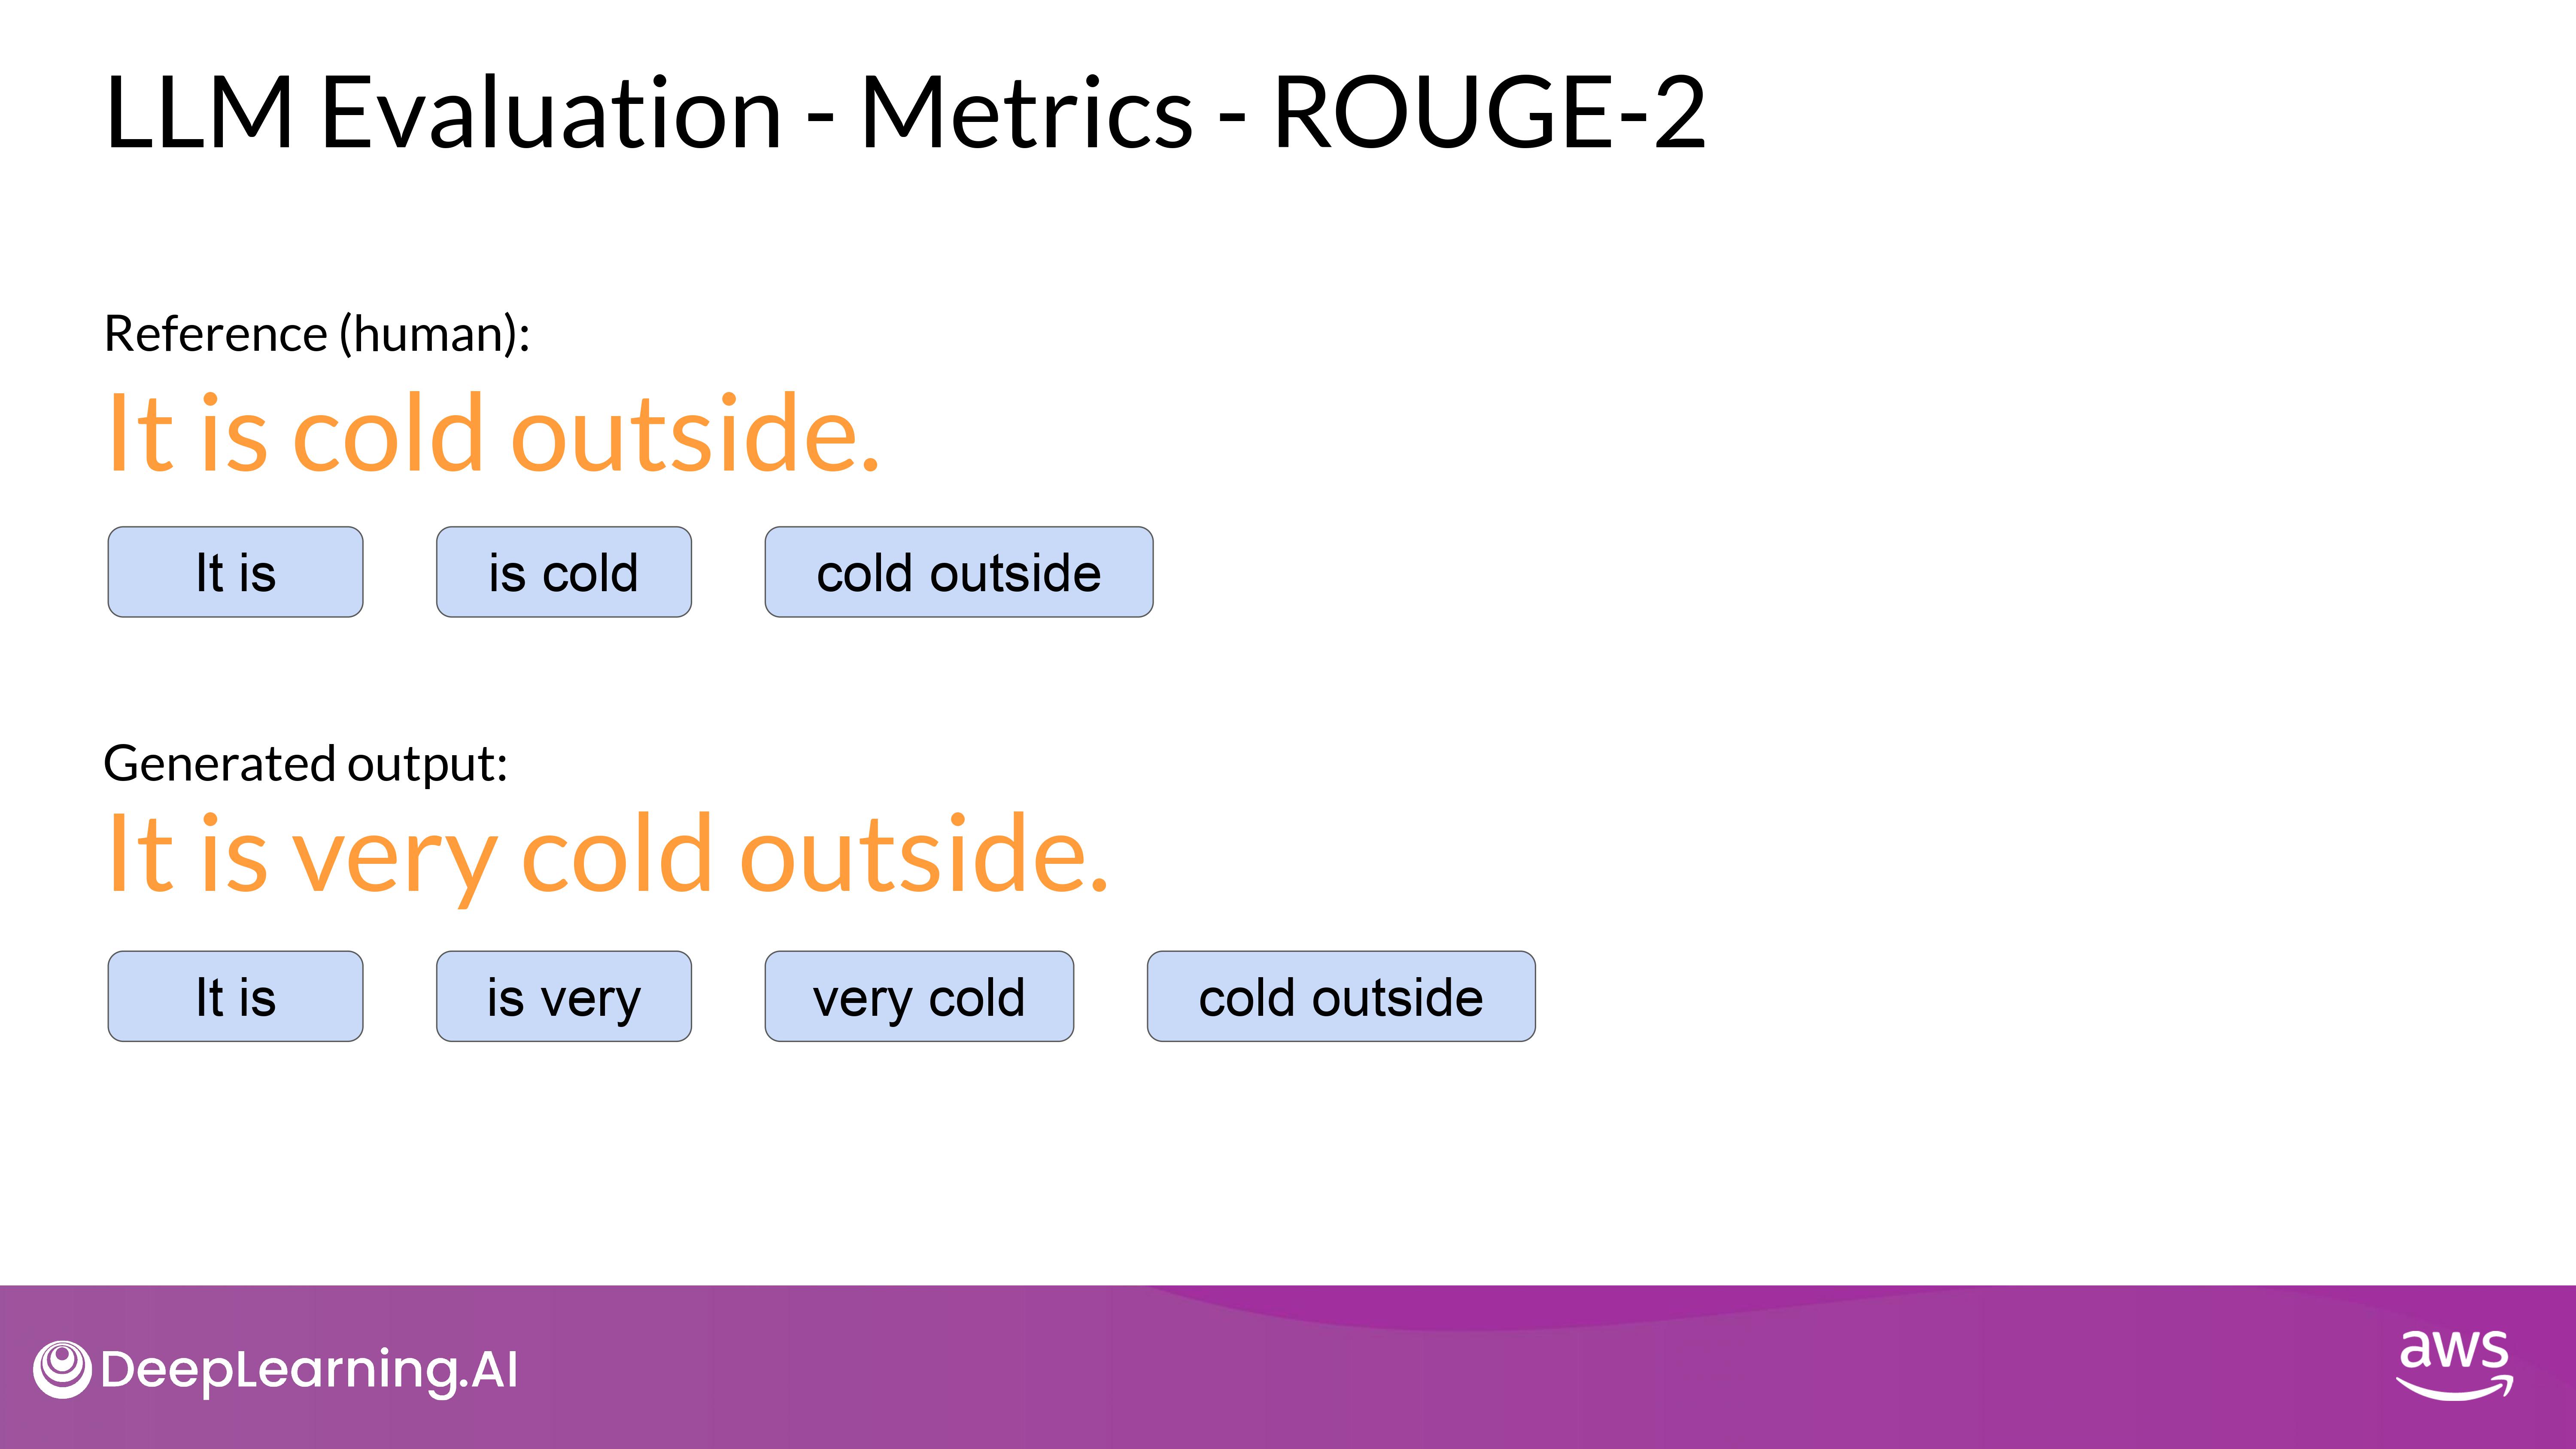 LLM Evaluation - Metrics - ROUGE-2
Reference (human):
It is cold outside.
It is is cold cold outside
Generated output:
It is very cold outside.
It is is very very cold cold outside
DeepLearning.AI aws